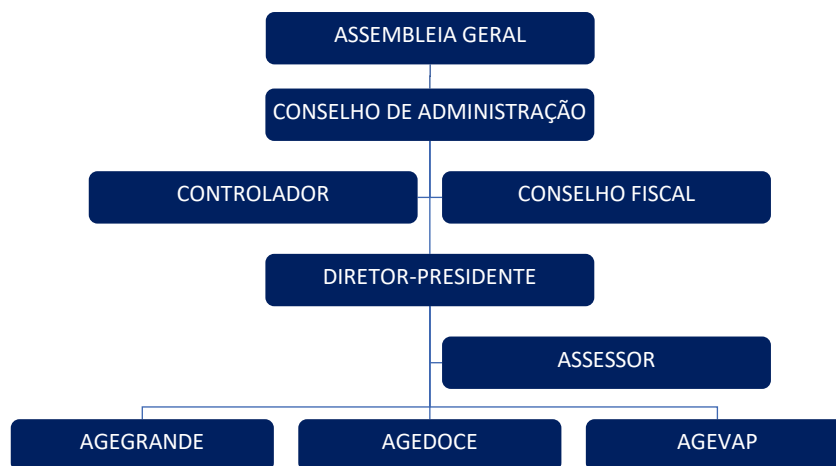 ASSEMBLEIA GERAL
CONSELHO DE ADMINISTRAÇÃO
CONTROLADOR
CONSELHO FISCAL
DIRETOR-PRESIDENTE
ASSESSOR
AGEGRANDE
AGEDOCE
AGEVAP